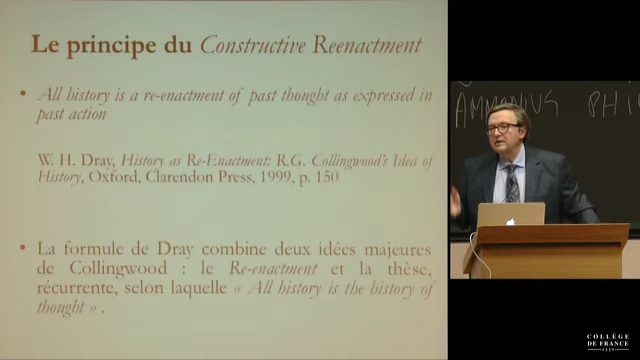 Le principe du Constructive Reenactment
• All history is a re-enactment of past thought as expressed in
past action
W. H. Dray, History as Re-Enactment: R.G. Collingwood's Idea of
History, Oxford, Clarendon Press, 1999, p. 150
• La formule de Dray combine deux idées majeures
de Collingwood : le Re-enactment et la thèse,
récurrente, selon laquelle « All history is the history of
thought » .
AMMONIUS PHI
COLLÈGE
DE FRANCE
1530